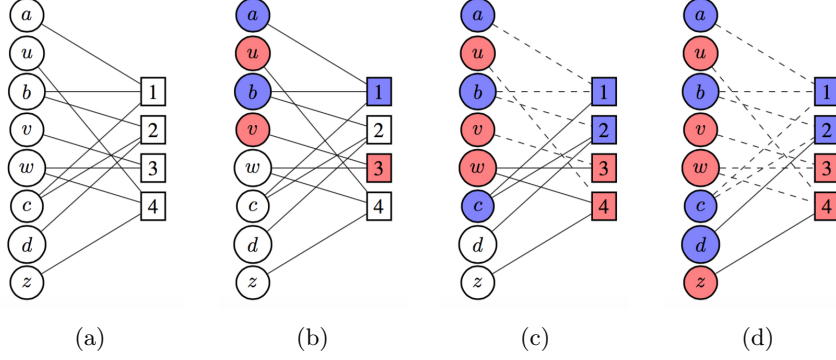 a a a a
u u u u
b 1 b 1 b 1 b 1
v 2 v 2 v 2 v 2
w 3 w 3 w 3 w 3
c 4 c 4 c 4 c 4
d d d d
z z z z
(a) (b) (c) (d)